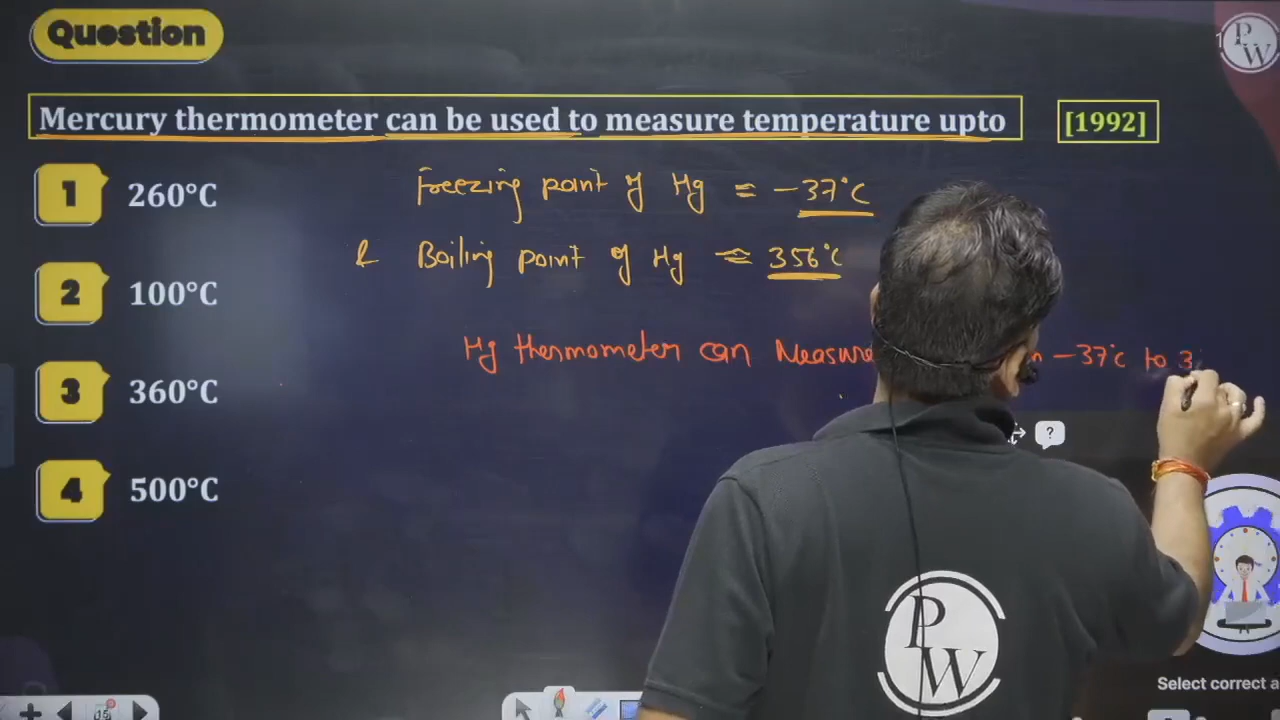 Question
Mercury thermometer can be used to measure temperature upto [1992]
1 260°C
2 100°C
3 360°C
4 500°C
Freezing point of Hg = -37°C
& Boiling point of Hg ≈ 356°C
Hg thermometer can Measure -37°C to 3
?
Select correct a
PW
PW